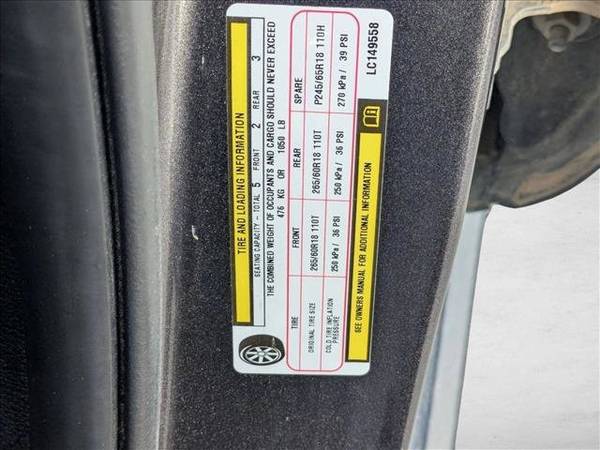 TIRE AND LOADING INFORMATION
SEATING CAPACITY - TOTAL 5 FRONT 2 REAR 3
THE COMBINED WEIGHT OF OCCUPANTS AND CARGO SHOULD NEVER EXCEED
476 KG OR 1050 LB
TIRE FRONT REAR SPARE
ORIGINAL TIRE SIZE 265/60R18 110T 265/60R18 110T P245/65R18 110H
COLD TIRE INFLATION
PRESSURE 250 kPa / 36 PSI 250 kPa / 36 PSI 270 kPa / 39 PSI
SEE OWNERS MANUAL FOR ADDITIONAL INFORMATION
LC149558